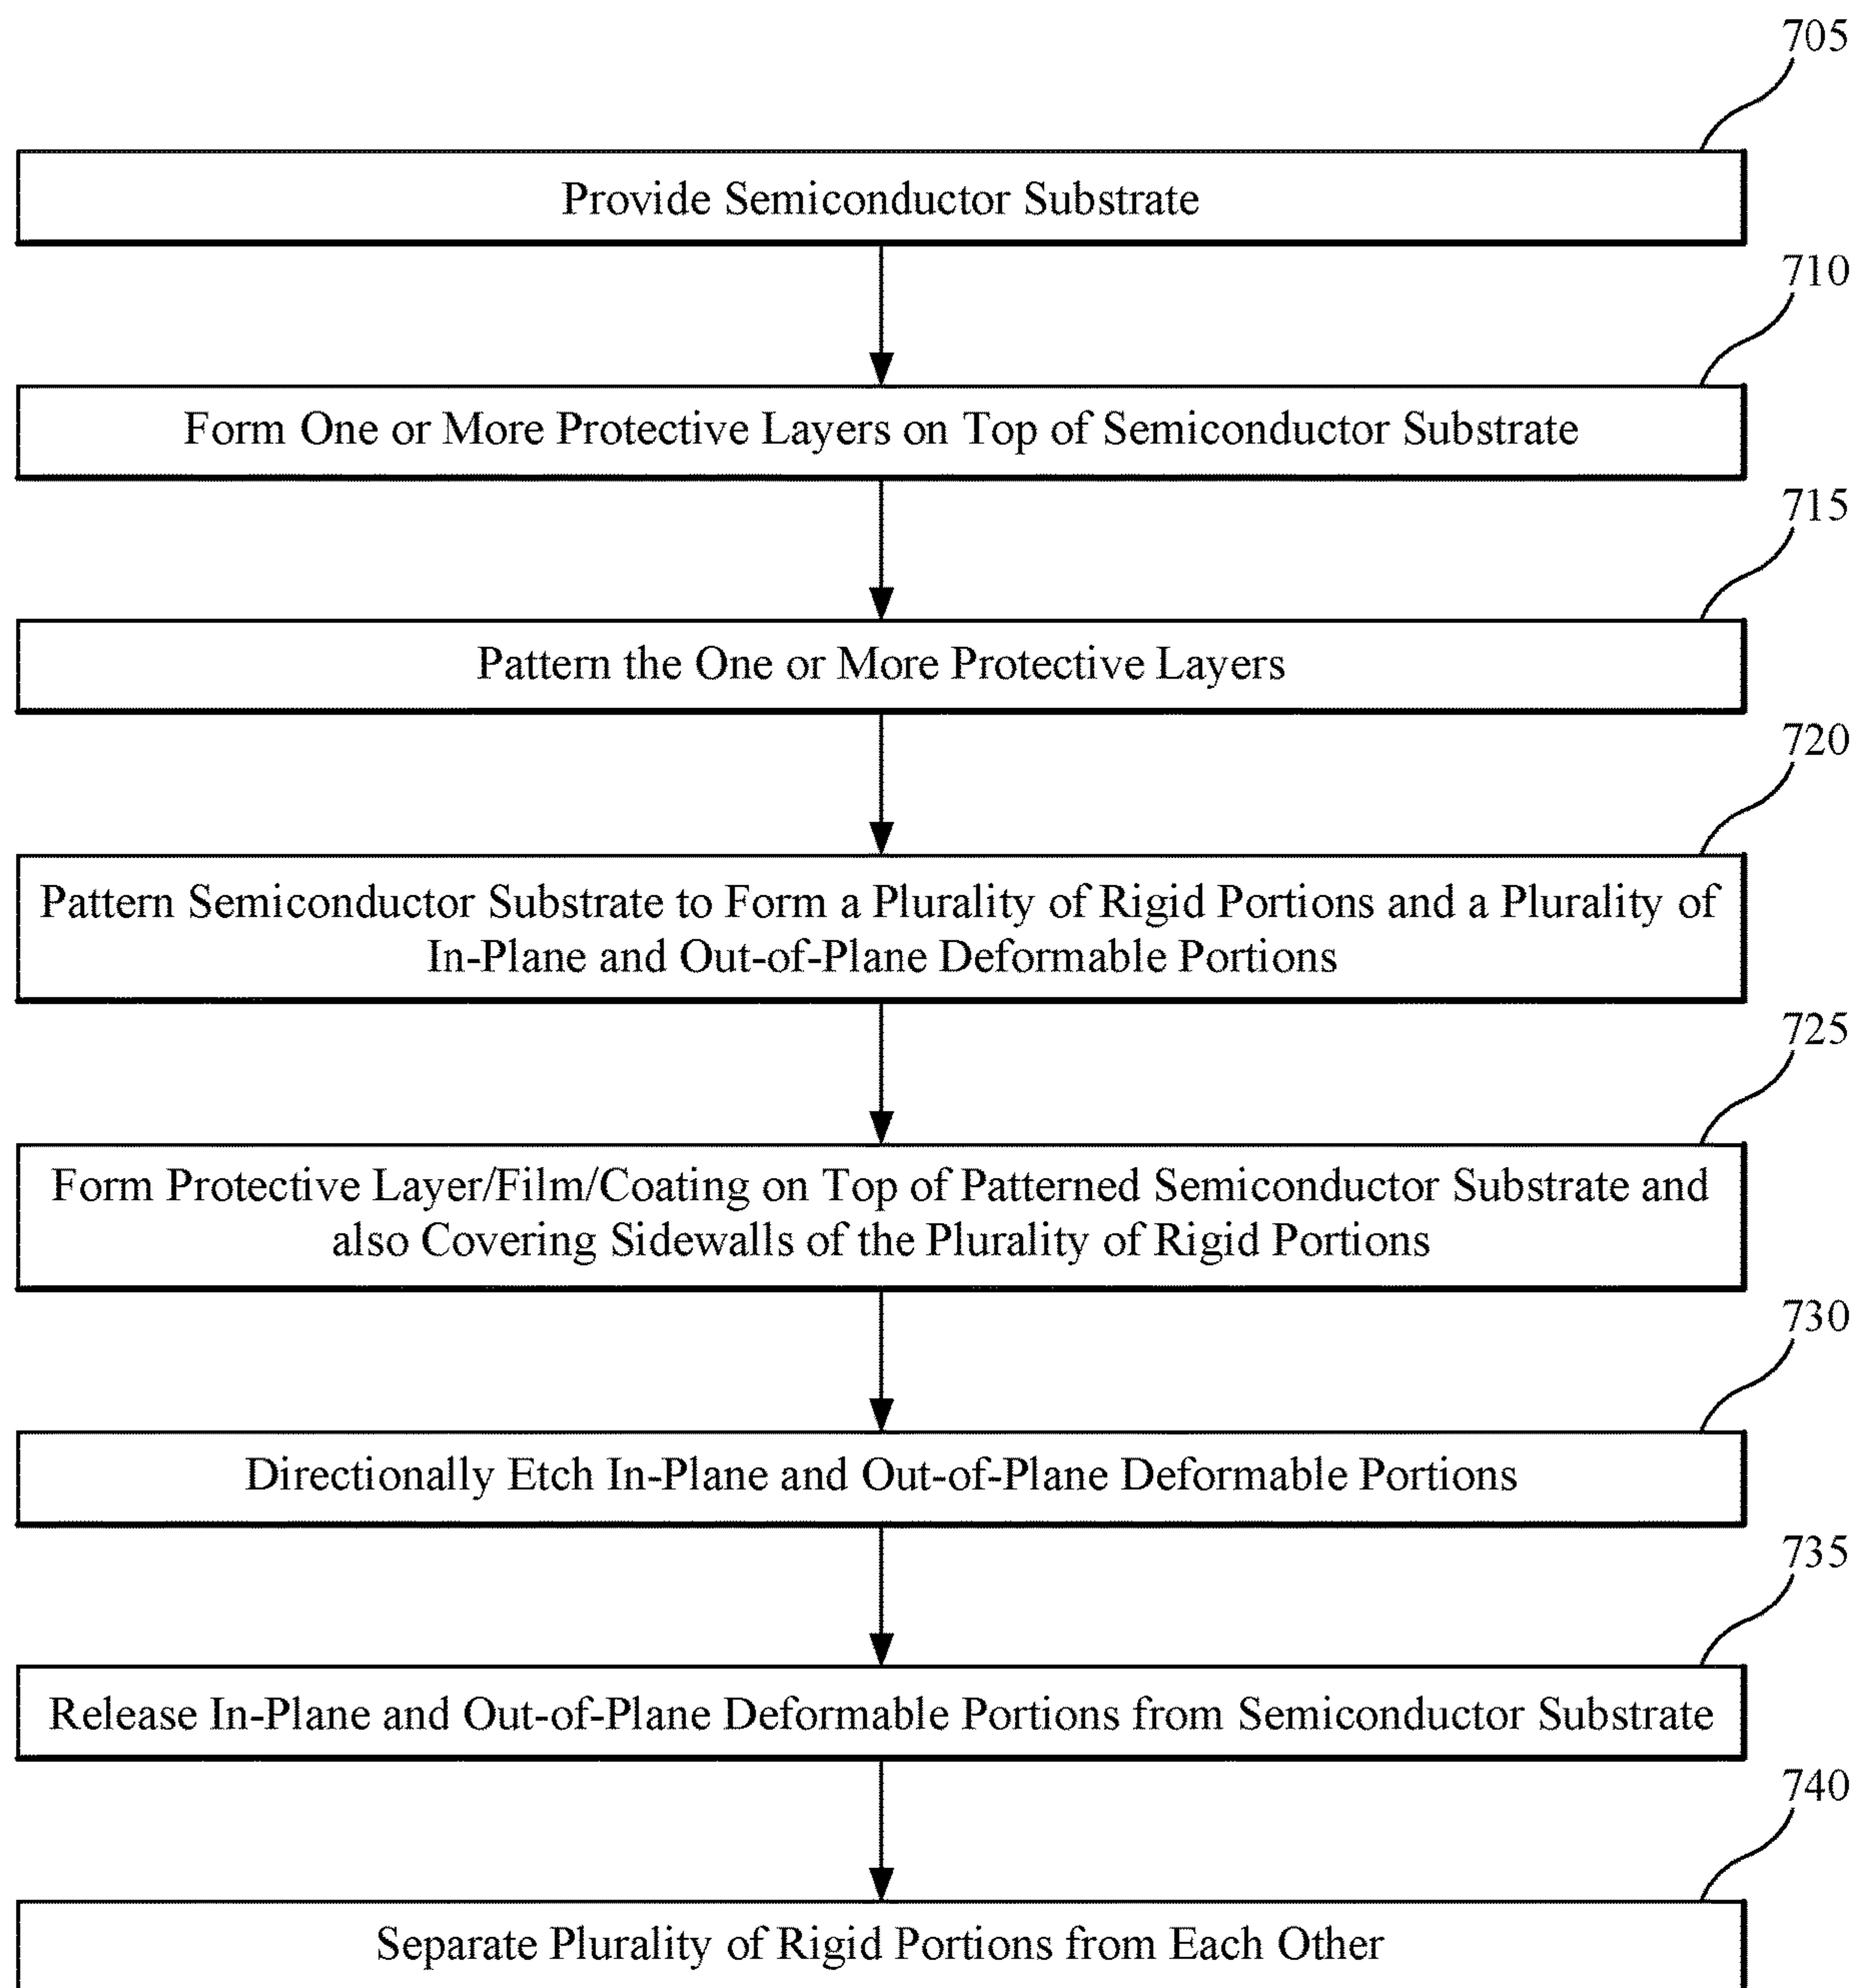 705
Provide Semiconductor Substrate
710
Form One or More Protective Layers on Top of Semiconductor Substrate
715
Pattern the One or More Protective Layers
720
Pattern Semiconductor Substrate to Form a Plurality of Rigid Portions and a Plurality of
In-Plane and Out-of-Plane Deformable Portions
725
Form Protective Layer/Film/Coating on Top of Patterned Semiconductor Substrate and
also Covering Sidewalls of the Plurality of Rigid Portions
730
Directionally Etch In-Plane and Out-of-Plane Deformable Portions
735
Release In-Plane and Out-of-Plane Deformable Portions from Semiconductor Substrate
740
Separate Plurality of Rigid Portions from Each Other